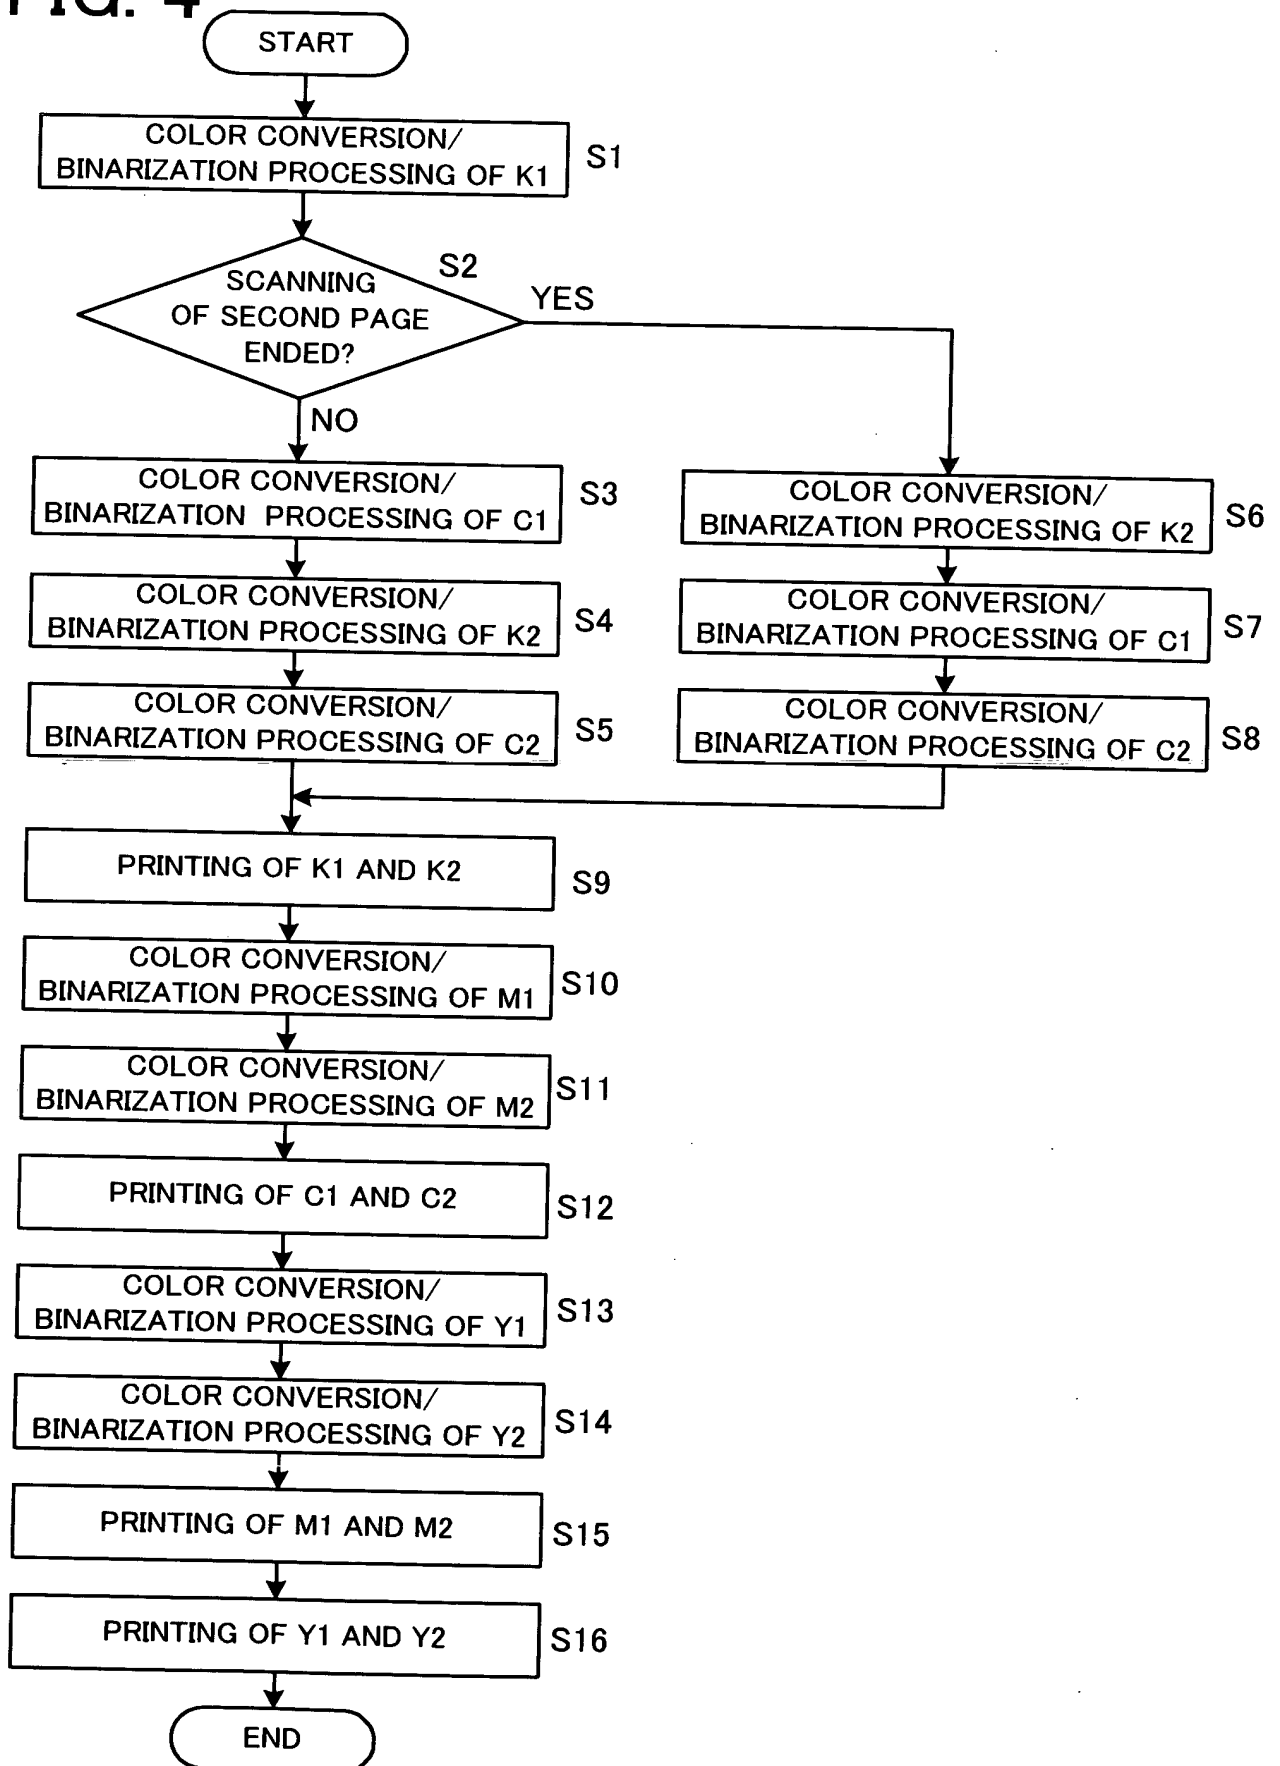 FIG. 4
START
COLOR CONVERSION/
BINARIZATION PROCESSING OF K1
S1
S2
SCANNING
OF SECOND PAGE
ENDED?
YES
NO
COLOR CONVERSION/
BINARIZATION PROCESSING OF C1
S3
COLOR CONVERSION/
BINARIZATION PROCESSING OF K2
S4
COLOR CONVERSION/
BINARIZATION PROCESSING OF C2
S5
COLOR CONVERSION/
BINARIZATION PROCESSING OF K2
S6
COLOR CONVERSION/
BINARIZATION PROCESSING OF C1
S7
COLOR CONVERSION/
BINARIZATION PROCESSING OF C2
S8
PRINTING OF K1 AND K2
S9
COLOR CONVERSION/
BINARIZATION PROCESSING OF M1
S10
COLOR CONVERSION/
BINARIZATION PROCESSING OF M2
S11
PRINTING OF C1 AND C2
S12
COLOR CONVERSION/
BINARIZATION PROCESSING OF Y1
S13
COLOR CONVERSION/
BINARIZATION PROCESSING OF Y2
S14
PRINTING OF M1 AND M2
S15
PRINTING OF Y1 AND Y2
S16
END